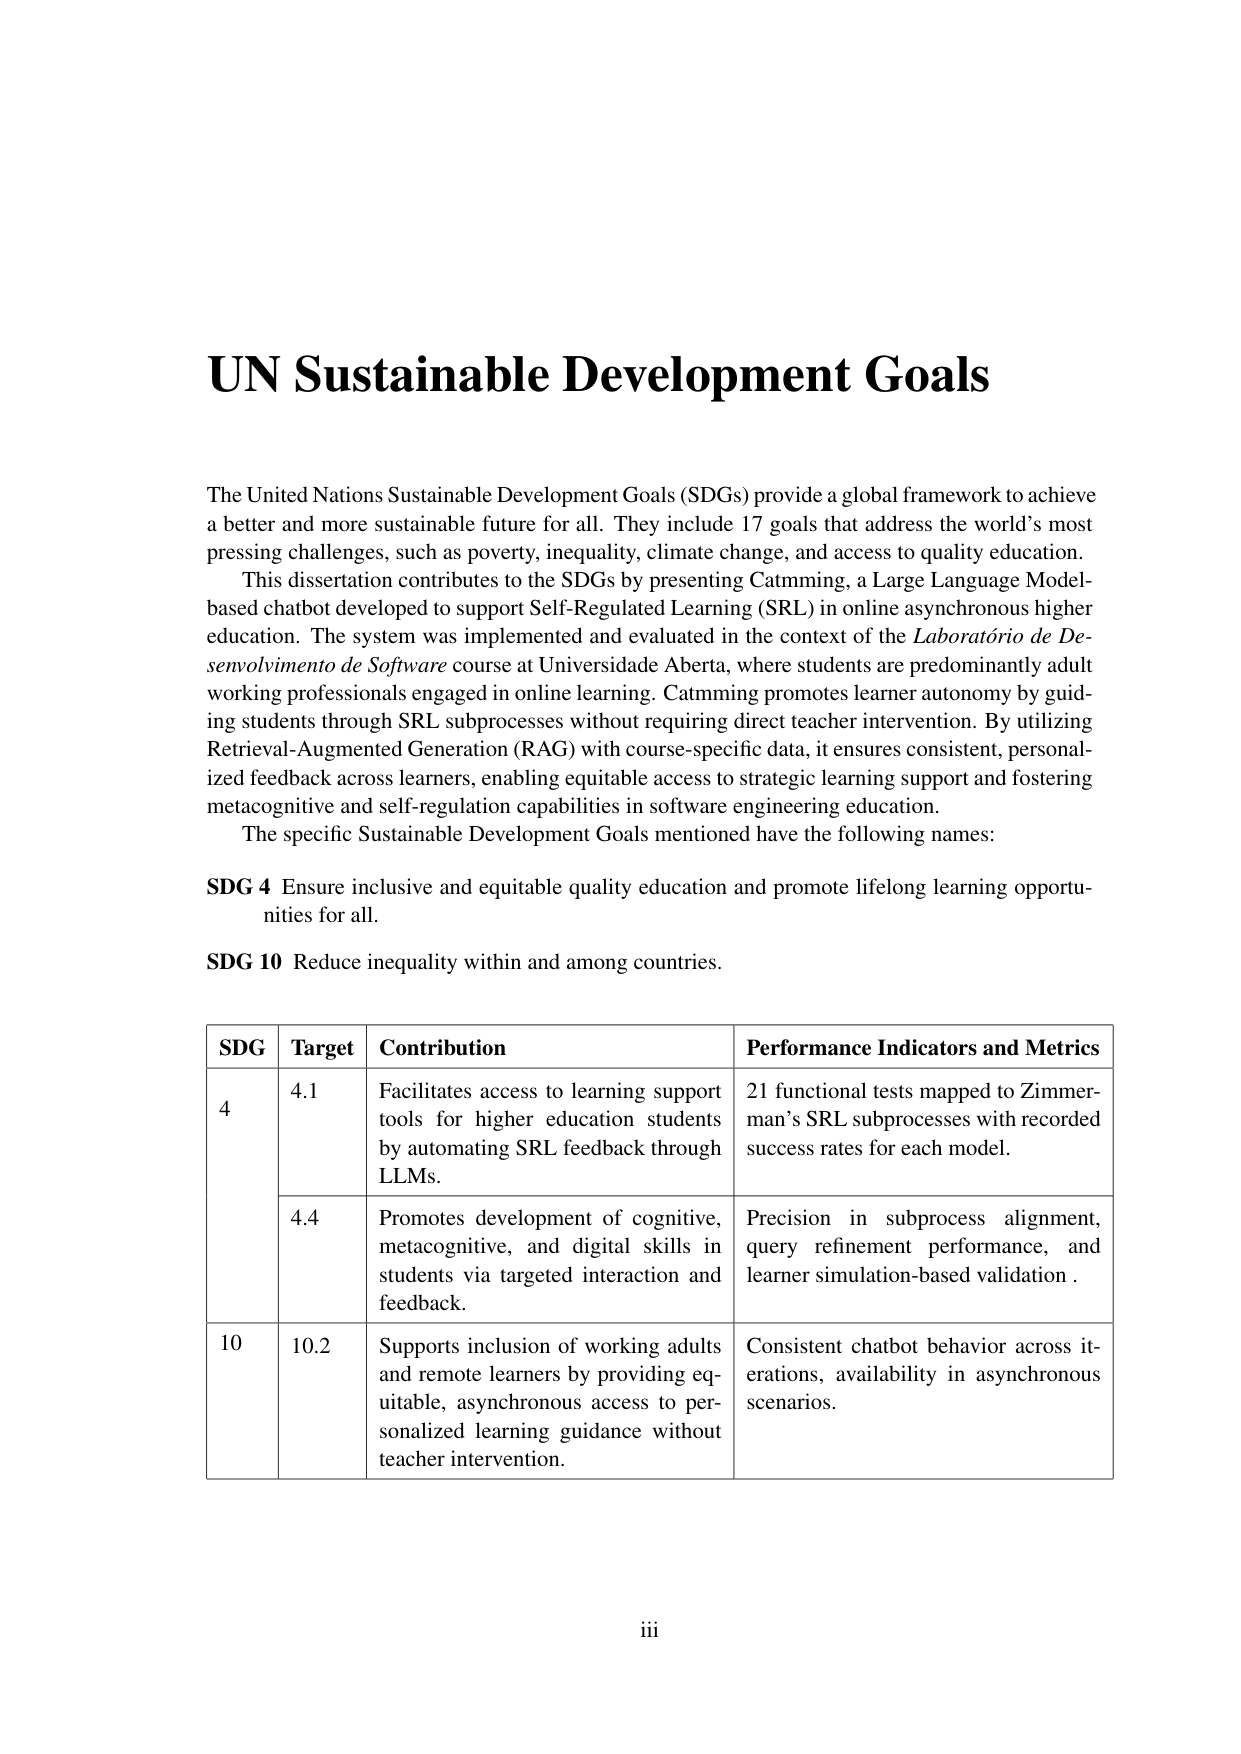 UN Sustainable Development Goals
The United Nations Sustainable Development Goals (SDGs) provide a global framework to achieve
a better and more sustainable future for all. They include 17 goals that address the world's most
pressing challenges, such as poverty, inequality, climate change, and access to quality education.
This dissertation contributes to the SDGs by presenting Catmming, a Large Language Model-
based chatbot developed to support Self-Regulated Learning (SRL) in online asynchronous higher
education. The system was implemented and evaluated in the context of the Laboratório de De-
senvolvimento de Software course at Universidade Aberta, where students are predominantly adult
working professionals engaged in online learning. Catmming promotes learner autonomy by guid-
ing students through SRL subprocesses without requiring direct teacher intervention. By utilizing
Retrieval-Augmented Generation (RAG) with course-specific data, it ensures consistent, personal-
ized feedback across learners, enabling equitable access to strategic learning support and fostering
metacognitive and self-regulation capabilities in software engineering education.
The specific Sustainable Development Goals mentioned have the following names:
SDG 4 Ensure inclusive and equitable quality education and promote lifelong learning opportu-
nities for all.
SDG 10 Reduce inequality within and among countries.
SDG Target Contribution Performance Indicators and Metrics
4
4.1
Facilitates access to learning support
tools for higher education students
by automating SRL feedback through
LLMs.
21 functional tests mapped to Zimmer-
man's SRL subprocesses with recorded
success rates for each model.
4.4
Promotes development of cognitive,
metacognitive, and digital skills in
students via targeted interaction and
feedback.
Precision in subprocess alignment,
query refinement performance, and
learner simulation-based validation .
10
10.2
Supports inclusion of working adults
and remote learners by providing eq-
uitable, asynchronous access to per-
sonalized learning guidance without
teacher intervention.
Consistent chatbot behavior across it-
erations, availability in asynchronous
scenarios.
iii